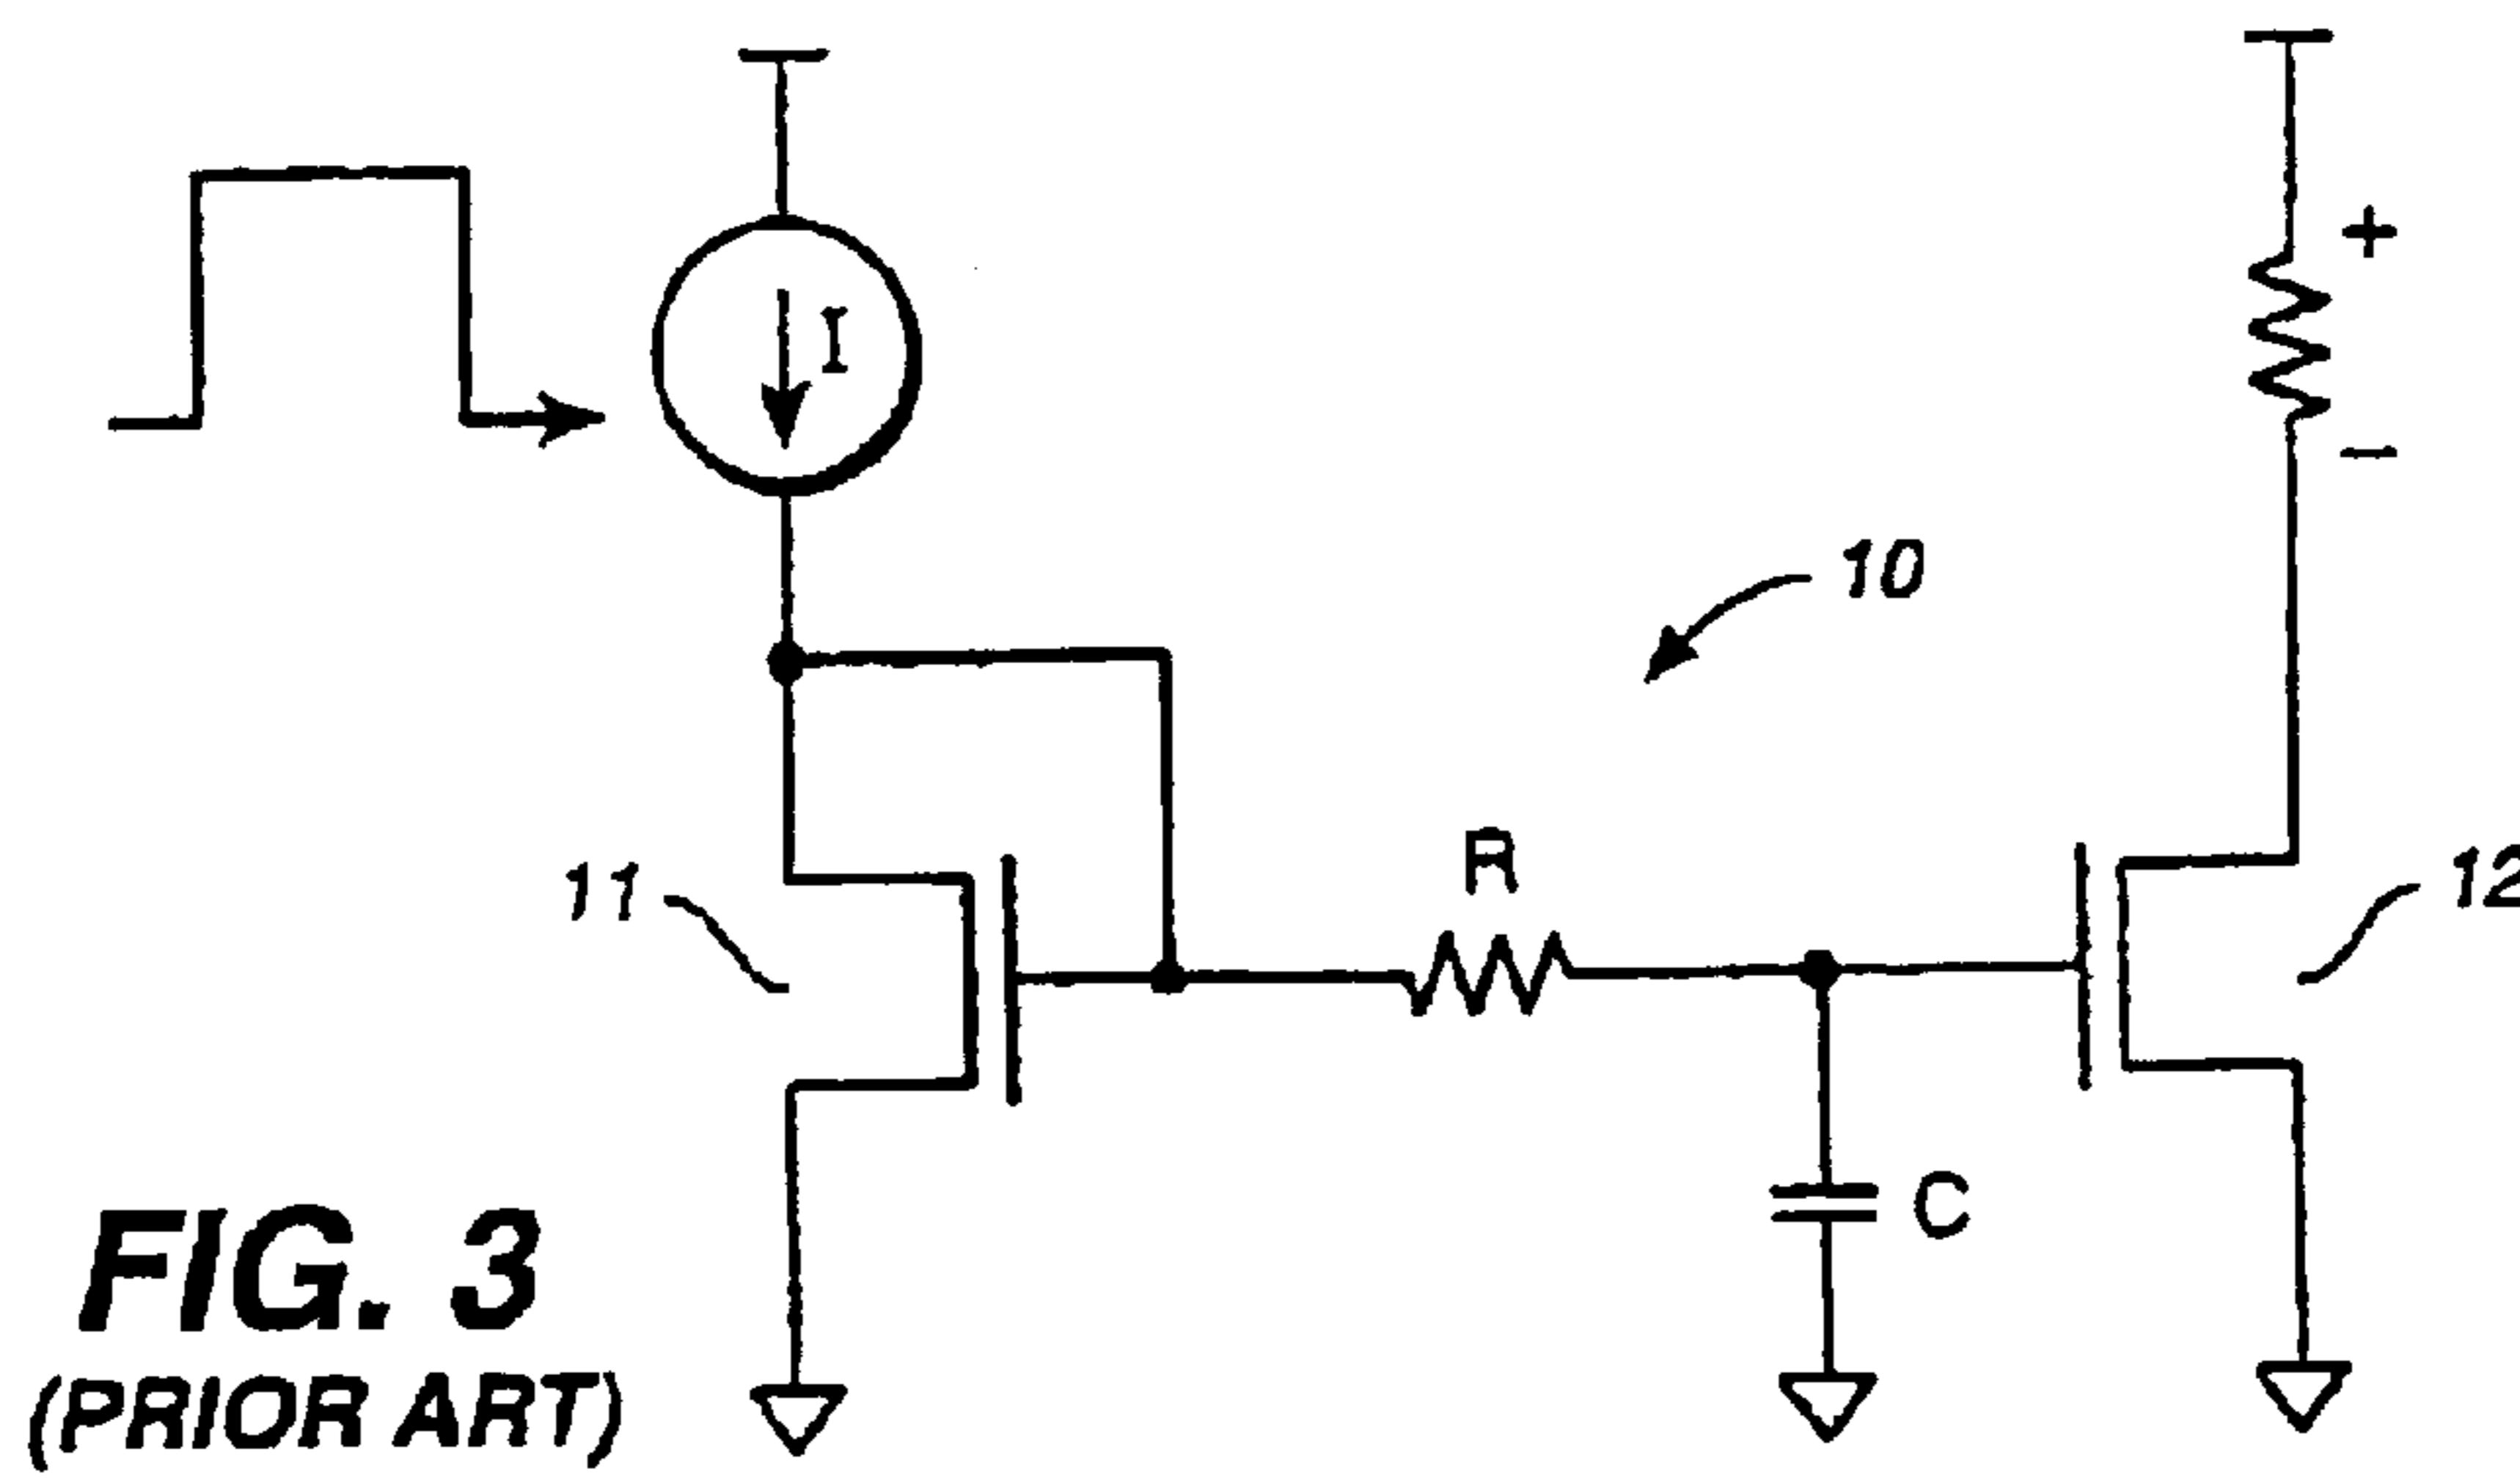 I
+
–
10
11
R
12
C
FIG. 3
(PRIOR ART)